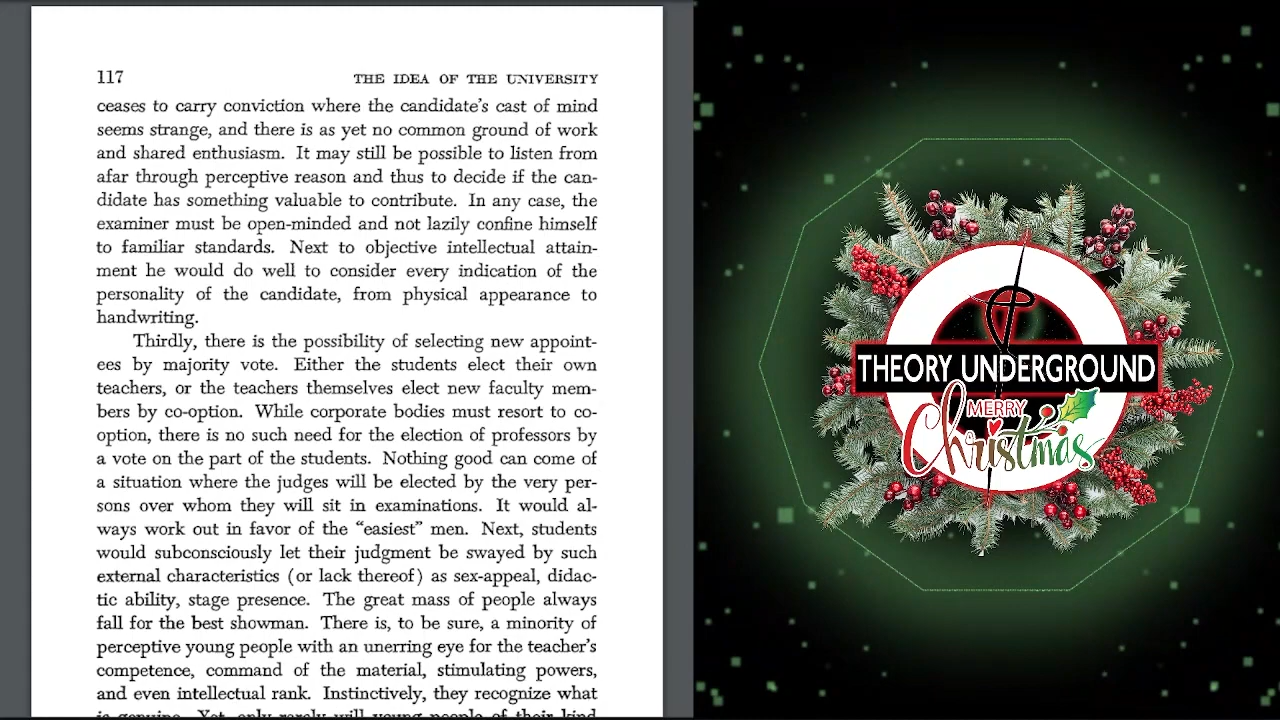 117 THE IDEA OF THE UNIVERSITY
ceases to carry conviction where the candidate's cast of mind
seems strange, and there is as yet no common ground of work
and shared enthusiasm. It may still be possible to listen from
afar through perceptive reason and thus to decide if the can-
didate has something valuable to contribute. In any case, the
examiner must be open-minded and not lazily confine himself
to familiar standards. Next to objective intellectual attain-
ment he would do well to consider every indication of the
personality of the candidate, from physical appearance to
handwriting.
Thirdly, there is the possibility of selecting new appoint-
ees by majority vote. Either the students elect their own
teachers, or the teachers themselves elect new faculty mem-
bers by co-option. While corporate bodies must resort to co-
option, there is no such need for the election of professors by
a vote on the part of the students. Nothing good can come of
a situation where the judges will be elected by the very per-
sons over whom they will sit in examinations. It would al-
ways work out in favor of the "easiest" men. Next, students
would subconsciously let their judgment be swayed by such
external characteristics (or lack thereof) as sex-appeal, didac-
tic ability, stage presence. The great mass of people always
fall for the best showman. There is, to be sure, a minority of
perceptive young people with an unerring eye for the teacher's
competence, command of the material, stimulating powers,
and even intellectual rank. Instinctively, they recognize what
is genuine. Yet only rarely will young people of their kind
THEORY UNDERGROUND
MERRY
Christmas